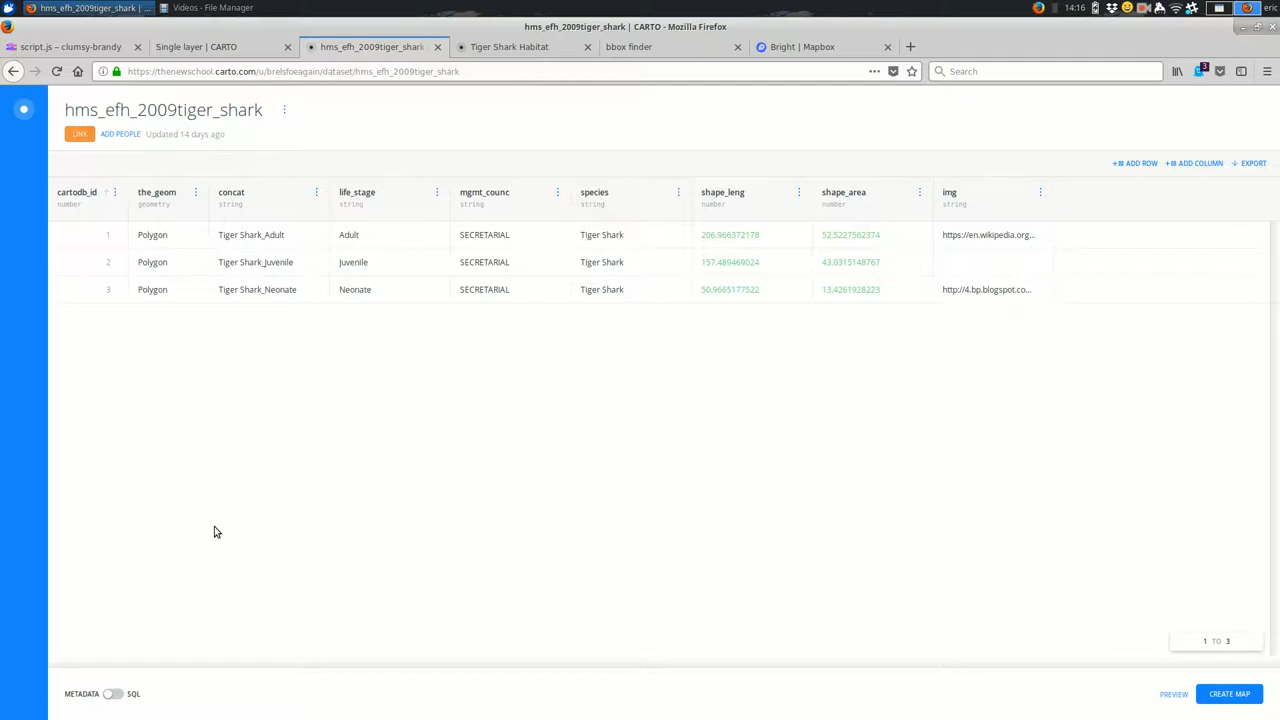 hms_efh_2009tiger_shark | ...
Videos - File Manager
14:16
eric
hms_efh_2009tiger_shark | CARTO - Mozilla Firefox
script.js – clumsy-brandy
Single layer | CARTO
hms_efh_2009tiger_shark
Tiger Shark Habitat
bbox finder
Bright | Mapbox
https://thenewschool.carto.com/u/brelsfoeagain/dataset/hms_efh_2009tiger_shark
Search
3
hms_efh_2009tiger_shark
LINK ADD PEOPLE Updated 14 days ago
ADD ROW ADD COLUMN EXPORT
cartodb_id the_geom concat life_stage mgmt_counc species shape_leng shape_area img
number geometry string string string string number number string
1 Polygon Tiger Shark_Adult Adult SECRETARIAL Tiger Shark 206.966372178 52.5227562374 https://en.wikipedia.org...
2 Polygon Tiger Shark_Juvenile Juvenile SECRETARIAL Tiger Shark 157.489469024 43.0315148767
3 Polygon Tiger Shark_Neonate Neonate SECRETARIAL Tiger Shark 50.9665177522 13.4261928223 http://4.bp.blogspot.co...
1 TO 3
METADATA SQL
PREVIEW CREATE MAP